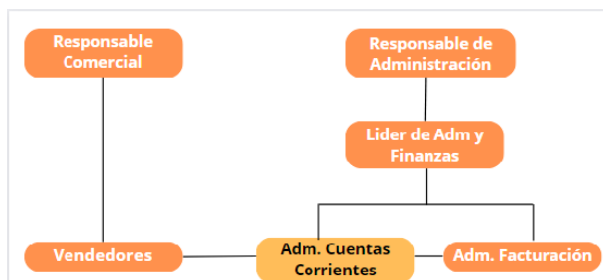 Responsable
Comercial
Responsable de
Administración
Lider de Adm y
Finanzas
Vendedores
Adm. Cuentas
Corrientes
Adm. Facturación